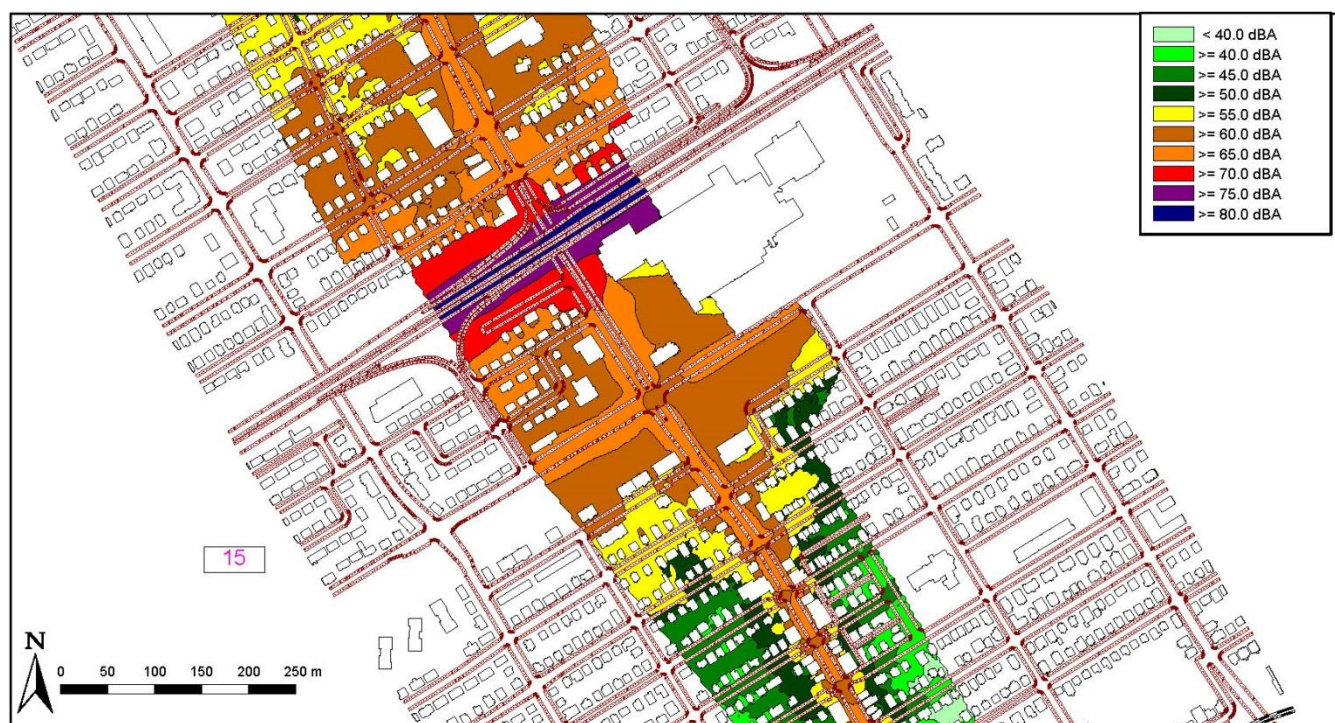 < 40.0 dBA
>= 40.0 dBA
>= 45.0 dBA
>= 50.0 dBA
>= 55.0 dBA
>= 60.0 dBA
>= 65.0 dBA
>= 70.0 dBA
>= 75.0 dBA
>= 80.0 dBA
15
N
0 50 100 150 200 250 m